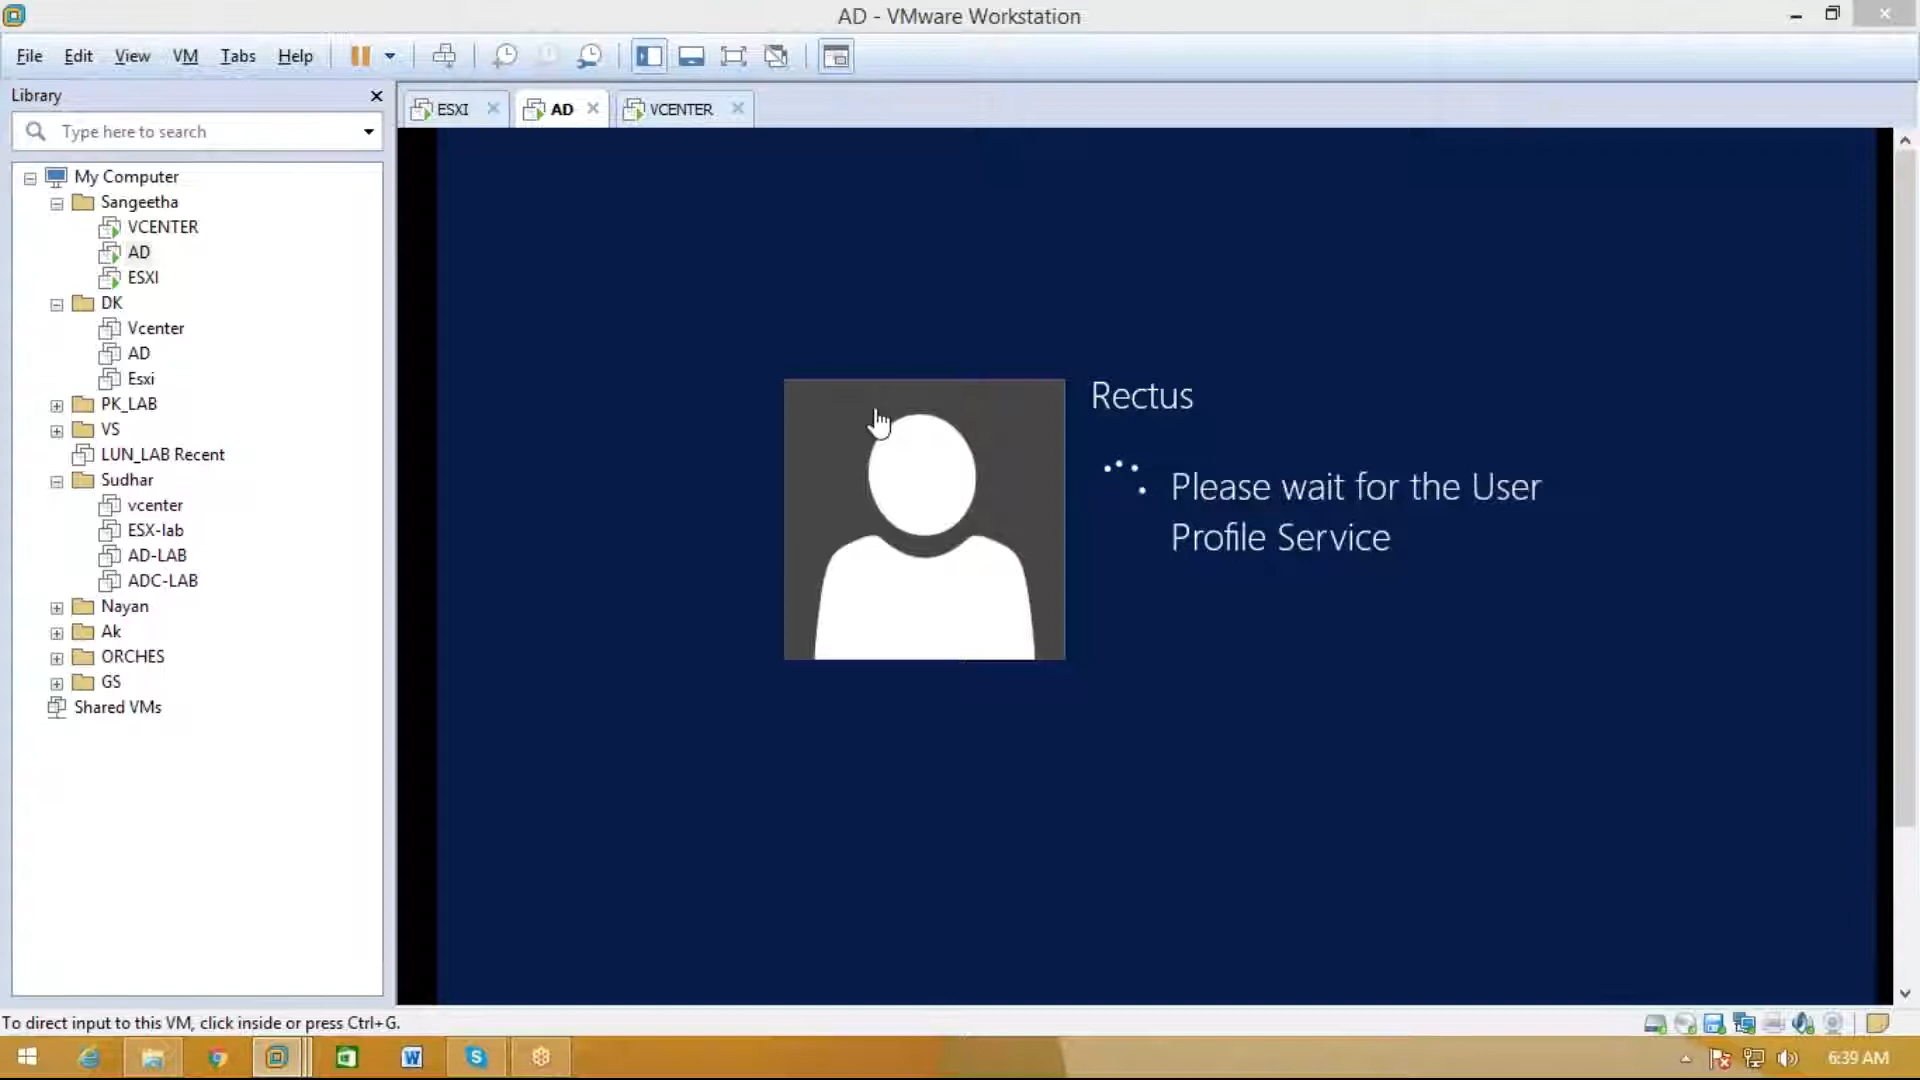 AD - VMware Workstation
File Edit View VM Tabs Help
Library
Type here to search
My Computer
Sangeetha
VCENTER
AD
ESXI
DK
Vcenter
AD
Esxi
PK_LAB
VS
LUN_LAB Recent
Sudhar
vcenter
ESX-lab
AD-LAB
ADC-LAB
Nayan
Ak
ORCHES
GS
Shared VMs
ESXI AD VCENTER
Rectus
Please wait for the User
Profile Service
To direct input to this VM, click inside or press Ctrl+G.
6:39 AM